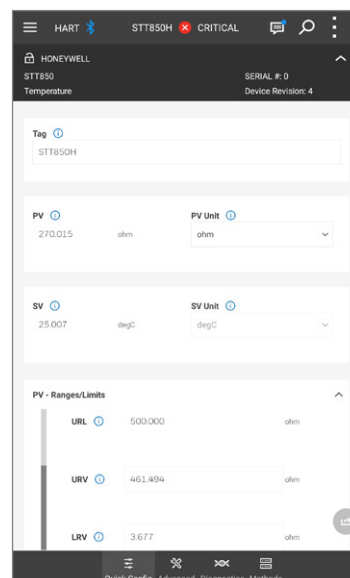 HART STT850H CRITICAL
HONEYWELL
STT850 SERIAL #: 0
Temperature Device Revision: 4
Tag
STT850H
PV PV Unit
270.015 ohm ohm
SV SV Unit
25.007 degC degC
PV - Ranges/Limits
URL 500.000 ohm
URV 461.494 ohm
LRV 3.677 ohm
Quick Config Advanced Diagnostics Methods